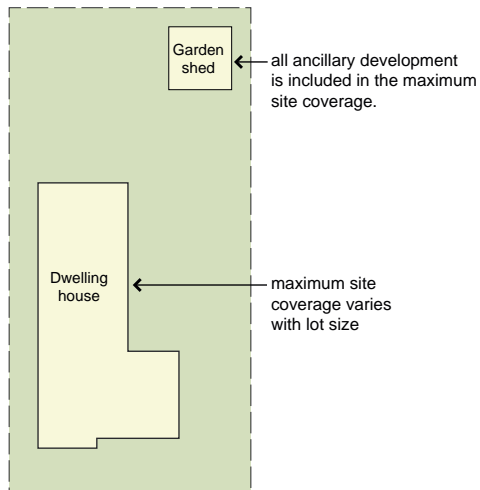 Garden
shed
all ancillary development
is included in the maximum
site coverage.
Dwelling
house
maximum site
coverage varies
with lot size